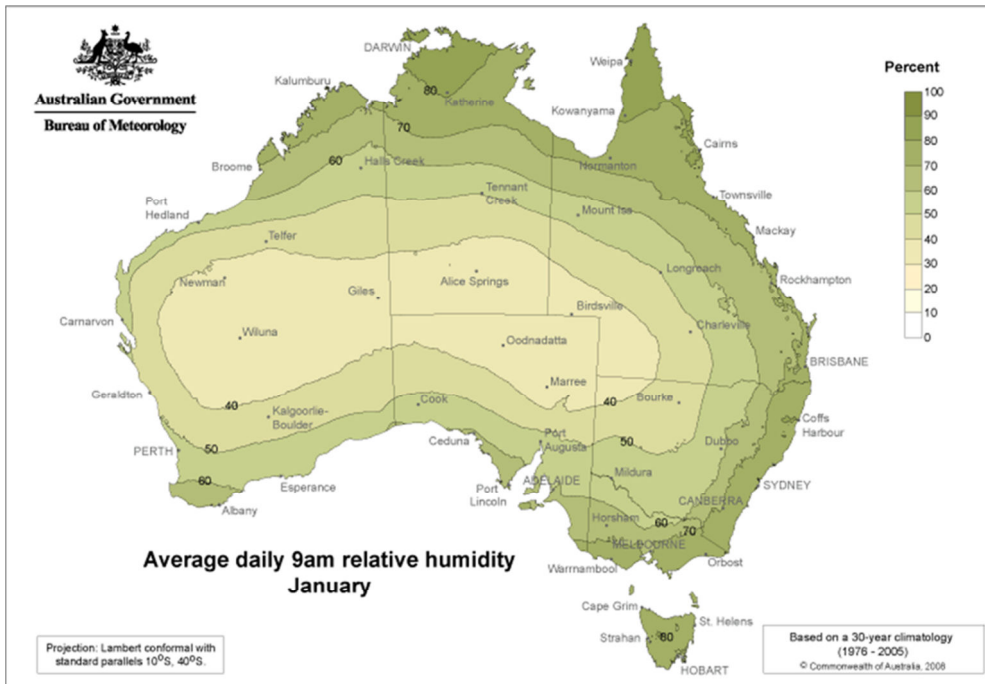 Australian Government
Bureau of Meteorology
DARWIN
Kalumburu
Katherine
Weipa
Kowanyama
Cairns
Normanton
Broome
Halls Creek
Tennant
Creek
Townsville
Port
Hedland
Mount Isa
Mackay
Telfer
Longreach
Newman
Giles
Alice Springs
Rockhampton
Birdsville
Carnarvon
Wiluna
Oodnadatta
Charleville
BRISBANE
Marree
Geraldton
Kalgoorlie-
Boulder
Cook
Bourke
Coffs
Harbour
PERTH
Ceduna
Port
Augusta
Dubbo
Mildura
Esperance
Port
Lincoln
ADELAIDE
SYDNEY
CANBERRA
Albany
Horsham
MELBOURNE
Warrnambool
Orbost
Cape Grim
St. Helens
Strahan
HOBART
80
70
60
40
50
60
40
50
60
70
80
Percent
100
90
80
70
60
50
40
30
20
10
0
Average daily 9am relative humidity
January
Projection: Lambert conformal with
standard parallels 10°S, 40°S.
Based on a 30-year climatology
(1976 - 2005)
© Commonwealth of Australia, 2008